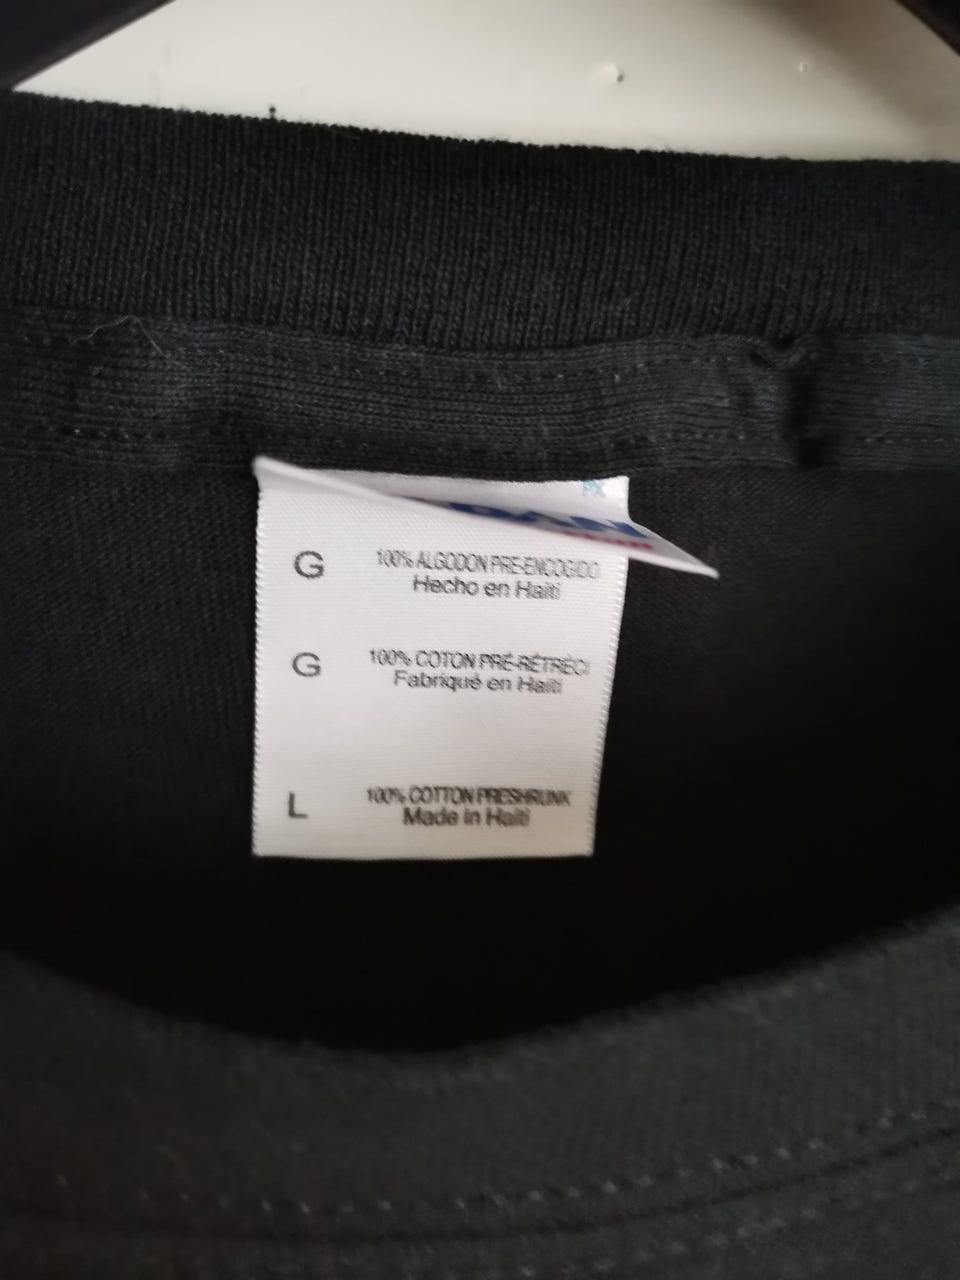 DAN
G
100% ALGODON PRE-ENCOGIDO
Hecho en Haiti
G
100% COTON PRÉ-RÉTRÉCI
Fabriqué en Haiti
L
100% COTTON PRESHRUNK
Made in Haiti